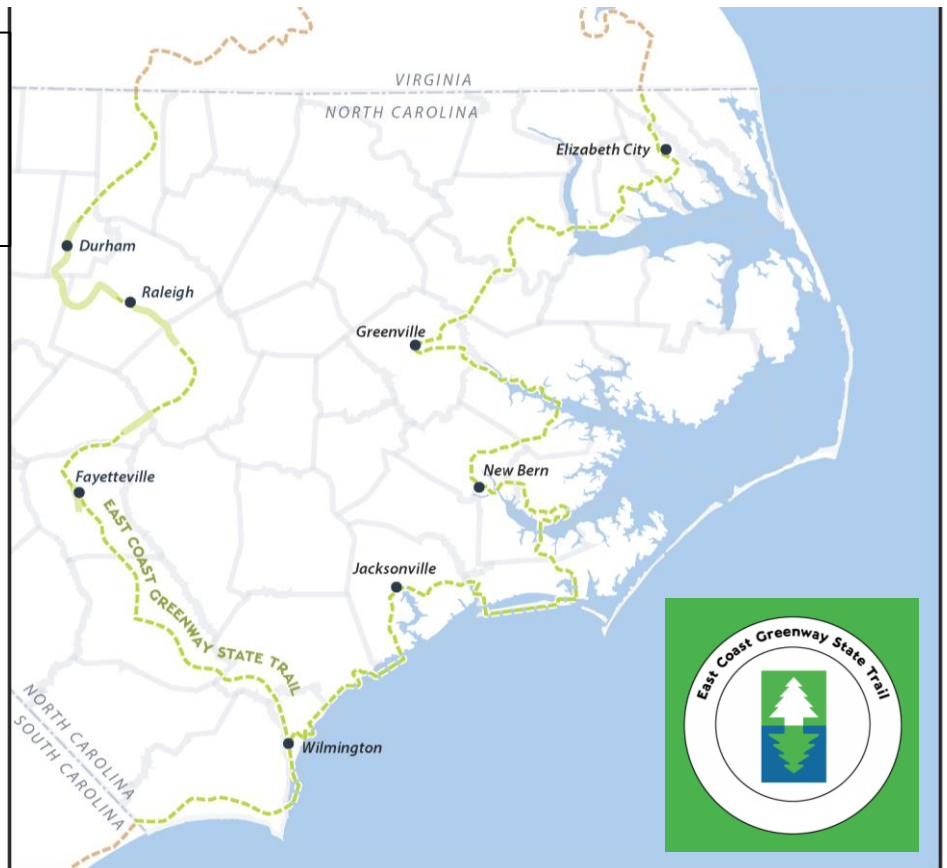 VIRGINIA
NORTH CAROLINA
Elizabeth City
Durham
Raleigh
Greenville
Fayetteville
New Bern
EAST COAST GREENWAY STATE TRAIL
Jacksonville
East Coast Greenway State Trail
NORTH CAROLINA
SOUTH CAROLINA
Wilmington